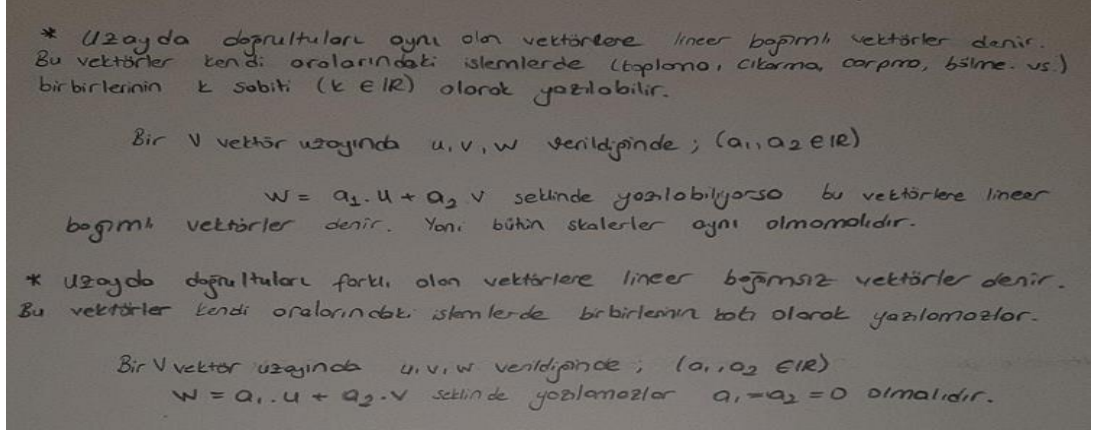 * Uzayda doğrultuları aynı olan vektörlere lineer bağımlı vektörler denir.
Bu vektörler kendi aralarındaki işlemlerde (toplama, çıkarma, çarpma, bölme. vs.)
birbirlerinin k sabiti (k ∈ IR) olarak yazılabilir.
Bir V vektör uzayında u, v, w verildiğinde ; (a₁, a₂ ∈ IR)
w = a₁. u + a₂ . v şeklinde yazılabiliyorsa bu vektörlere lineer
bağımlı vektörler denir. Yani bütün skalerler aynı olmamalıdır.
* Uzayda doğrultuları farklı olan vektörlere lineer bağımsız vektörler denir.
Bu vektörler kendi aralarındaki işlemlerde birbirlerinin katı olarak yazılamazlar.
Bir V vektör uzayında u, v, w verildiğinde ; (a₁, a₂ ∈ IR)
w = a₁. u + a₂ . v şeklinde yazılamazlar a₁ = a₂ = 0 olmalıdır.